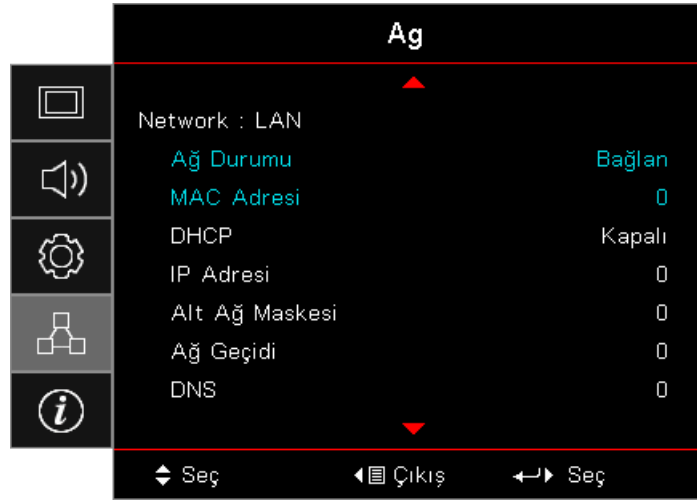 Ag
Network : LAN
Ağ Durumu Bağlan
MAC Adresi 0
DHCP Kapalı
IP Adresi 0
Alt Ağ Maskesi 0
Ağ Geçidi 0
DNS 0
Seç Çıkış Seç